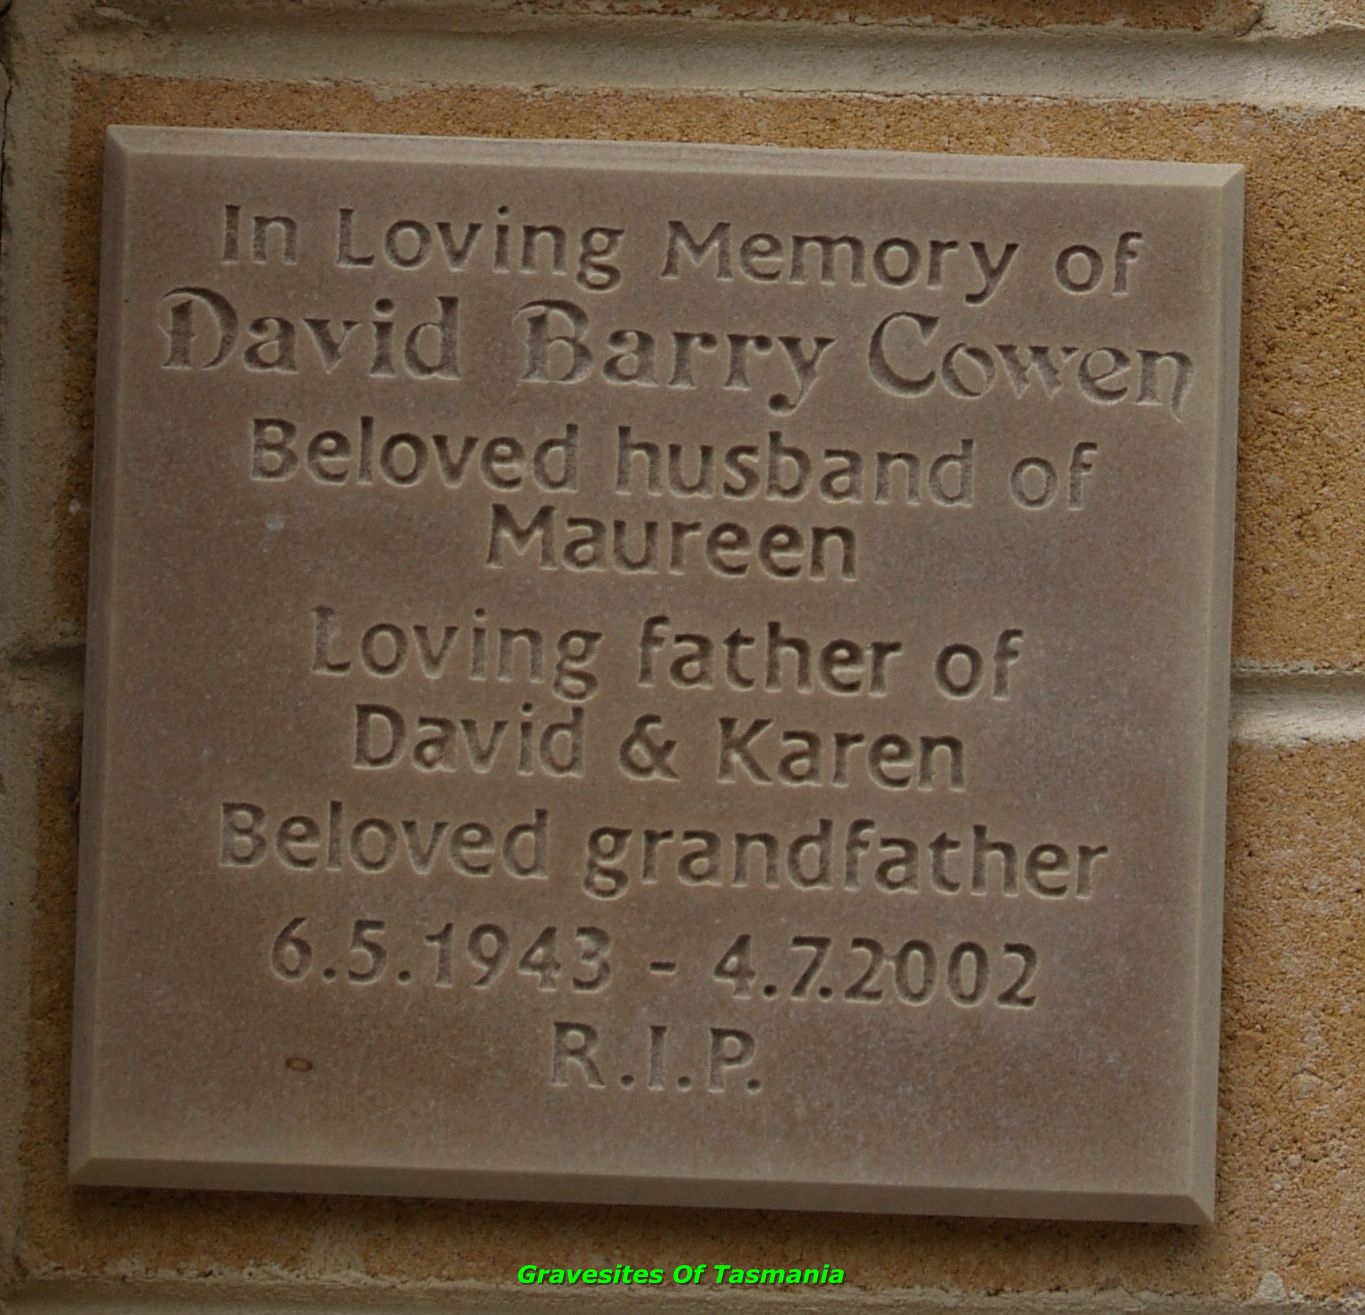 In Loving Memory of
David Barry Cowen
Beloved husband of
Maureen
Loving father of
David & Karen
Beloved grandfather
6.5.1943 - 4.7.2002
R.I.P.
Gravesites Of Tasmania